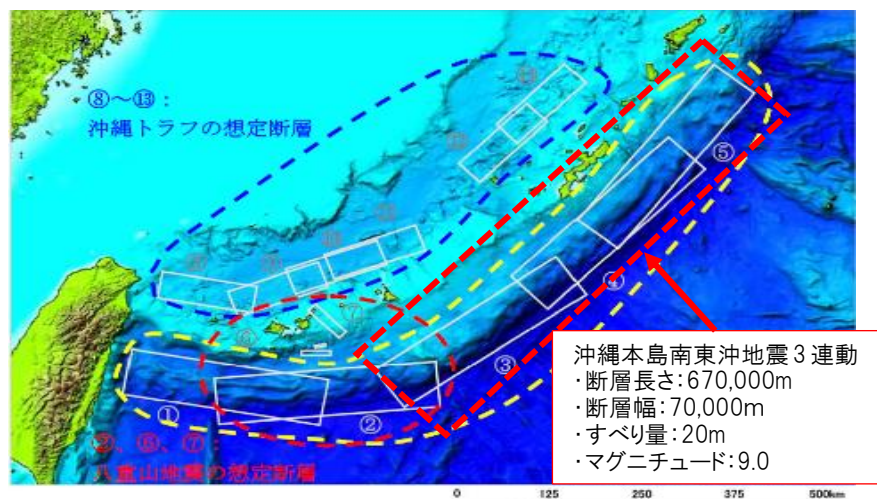 ⑧～⑬：
沖縄トラフの想定断層
⑤
④
③
②
①
⑦
⑥
沖縄本島南東沖地震３連動
・断層長さ：670,000m
・断層幅：70,000m
・すべり量：20m
・マグニチュード：9.0
②、⑥、⑦：
八重山地震の想定断層
0 125 250 375 500km